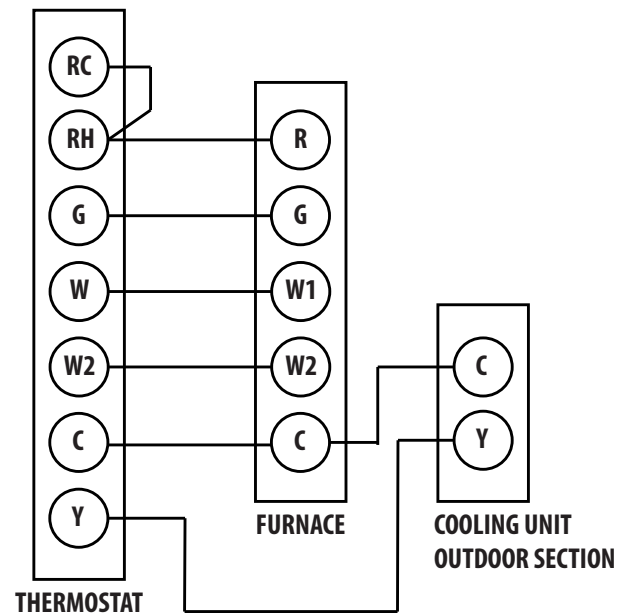 RC
RH
G
W
W2
C
Y
THERMOSTAT
R
G
W1
W2
C
FURNACE
C
Y
COOLING UNIT
OUTDOOR SECTION